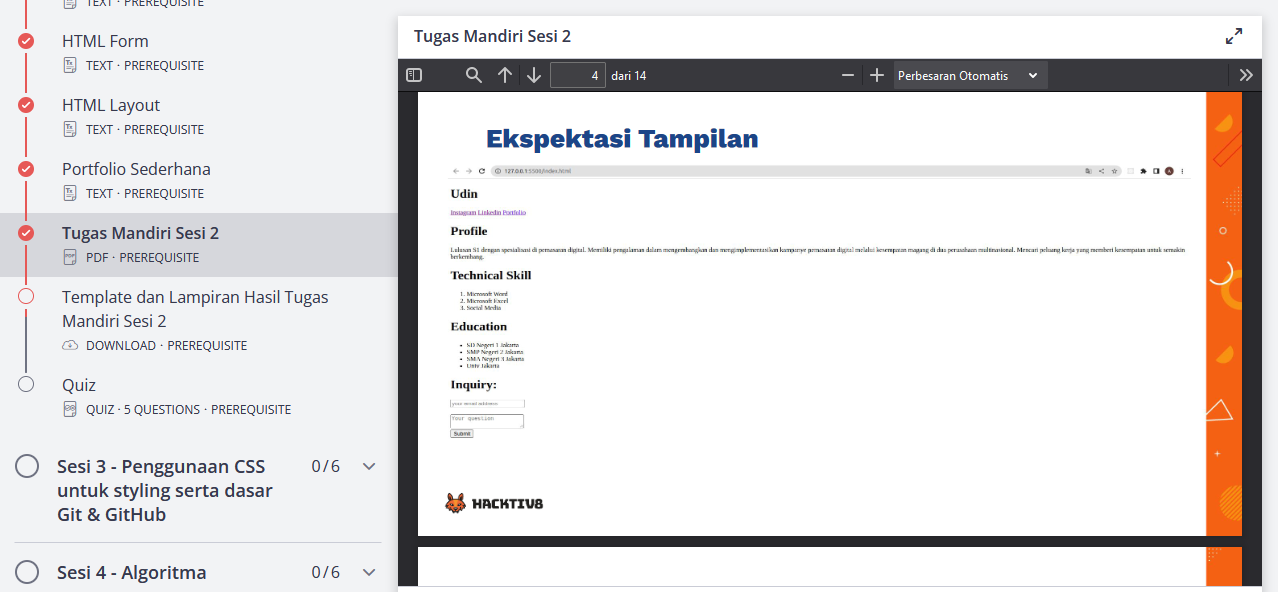 TEXT · PREREQUISITE
HTML Form
TEXT · PREREQUISITE
HTML Layout
TEXT · PREREQUISITE
Portfolio Sederhana
TEXT · PREREQUISITE
Tugas Mandiri Sesi 2
PDF · PREREQUISITE
Template dan Lampiran Hasil Tugas
Mandiri Sesi 2
DOWNLOAD · PREREQUISITE
Quiz
QUIZ · 5 QUESTIONS · PREREQUISITE
Sesi 3 - Penggunaan CSS
untuk styling serta dasar
Git & GitHub
0/6
Sesi 4 - Algoritma
0/6
Tugas Mandiri Sesi 2
4 dari 14
Perbesaran Otomatis
Ekspektasi Tampilan
127.0.0.1:5500/index.html
Udin
Instagram Linkedin Portfolio
Profile
Lulusan S1 dengan spesialisasi di pemasaran digital. Memiliki pengalaman dalam mengembangkan dan mengimplementasikan kampanye pemasaran digital melalui kesempatan magang di dua perusahaan multinasional. Mencari peluang kerja yang memberi kesempatan untuk semakin
berkembang.
Technical Skill
1. Microsoft Word
2. Microsoft Excel
3. Social Media
Education
• SD Negeri 1 Jakarta
• SMP Negeri 2 Jakarta
• SMA Negeri 3 Jakarta
• Univ Jakarta
Inquiry:
your email address
Your question
Submit
HACKTIV8